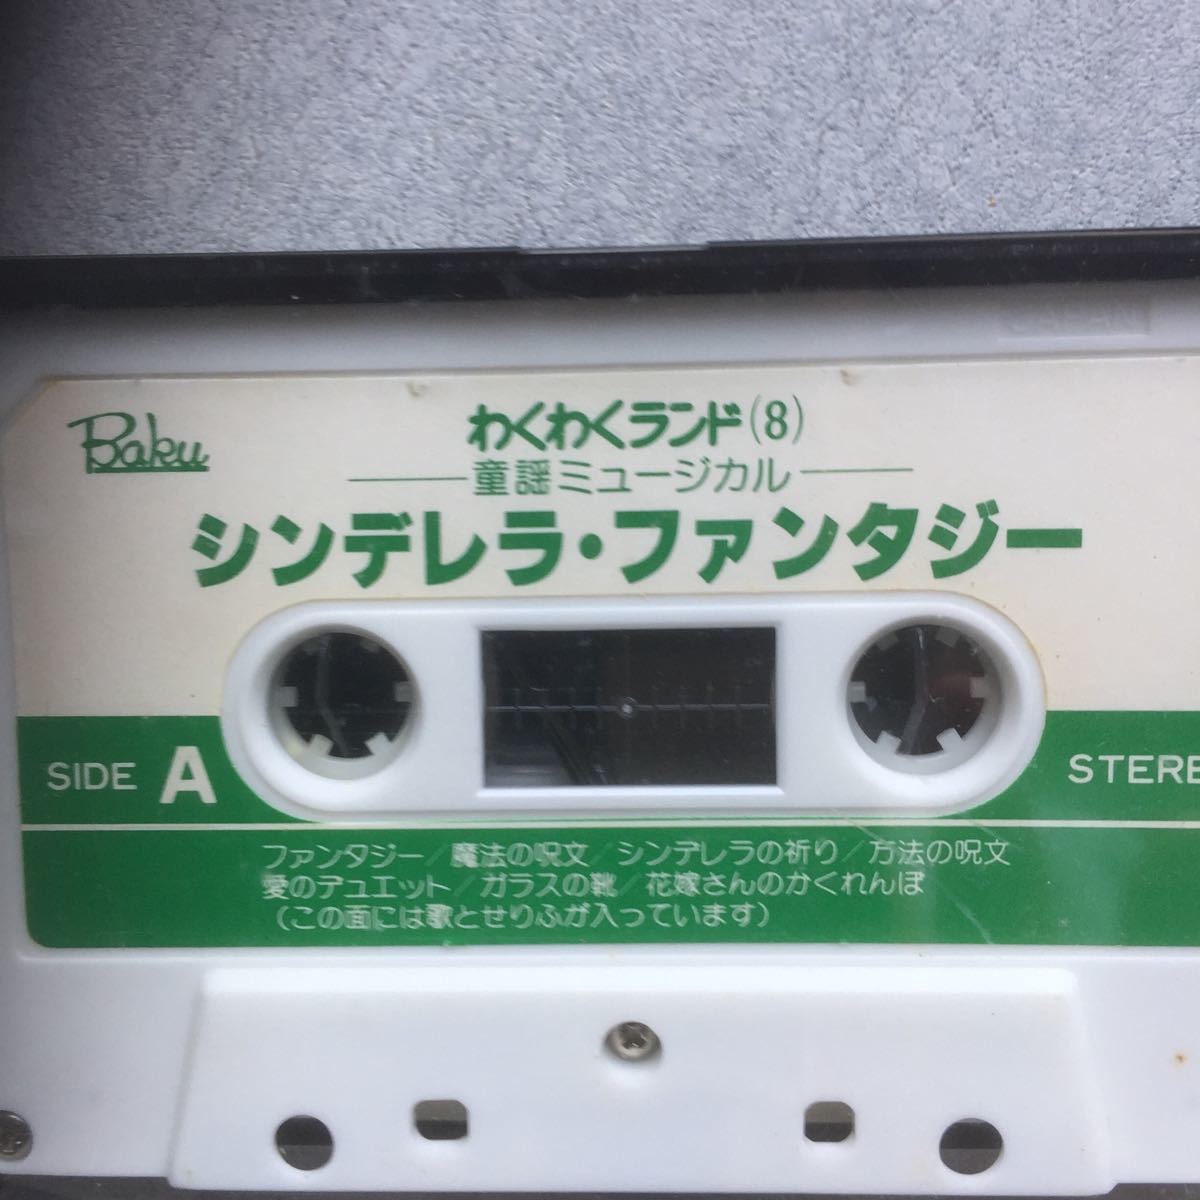 JAPAN
Baku
わくわくランド(8)
童謡ミュージカル
シンデレラ・ファンタジー
SIDE A
STERE
ファンタジー/魔法の呪文/シンデレラの祈り/方法の呪文
愛のデュエット/ガラスの靴/花嫁さんのかくれんぼ
(この面には歌とせりふが入っています)